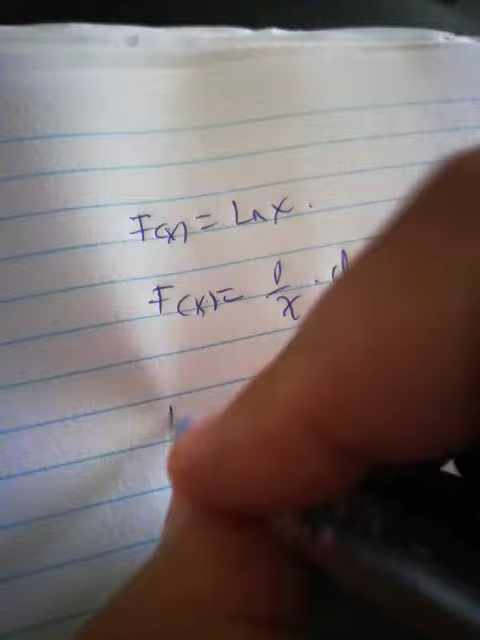 F(x) = Ln x.
F(x) = 1/x . d